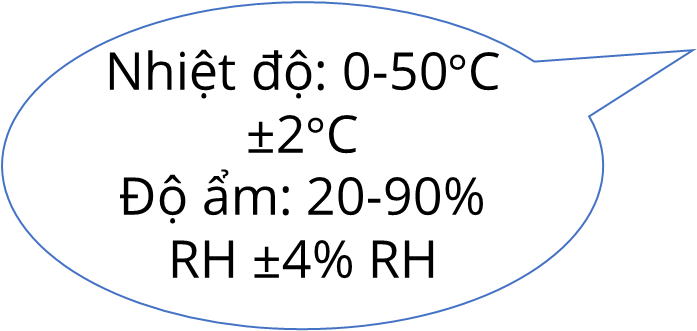 Nhiệt độ: 0-50°C
±2°C
Độ ẩm: 20-90%
RH ±4% RH